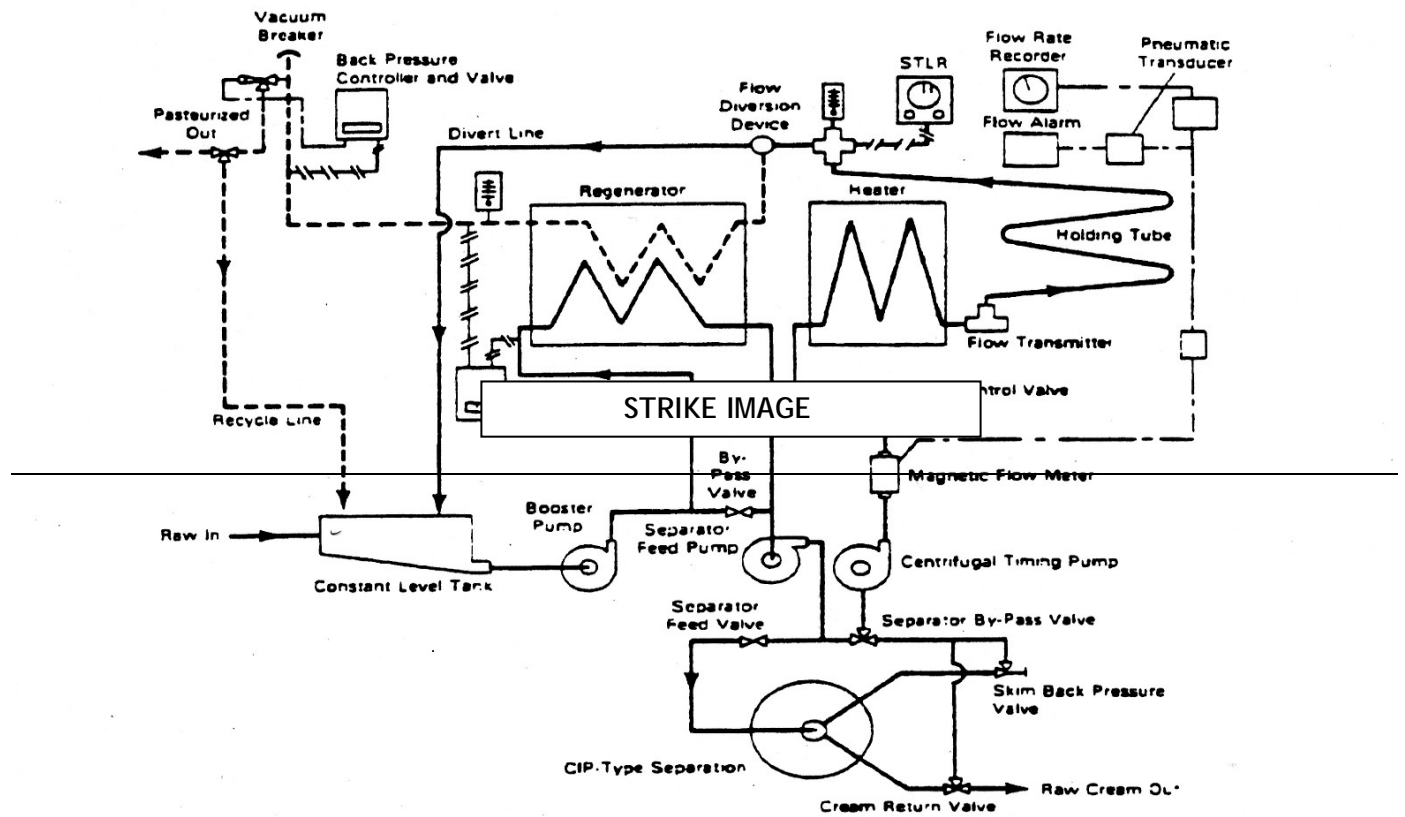 Vacuum
Breaker
Back Pressure
Controller and Valve
Pasteurized
Out
Divert Line
Flow
Diversion
Device
STLR
Flow Rate
Recorder
Pneumatic
Transducer
Flow Alarm
Regenerator
Heater
Holding Tube
Flow Transmitter
STRIKE IMAGE
ntrol Valve
Recycle Line
By-
Pass
Valve
Magnetic Flow Meter
Raw In
Booster
Pump
Separator
Feed Pump
Centrifugal Timing Pump
Constant Level Tank
Separator
Feed Valve
Separator By-Pass Valve
Skim Back Pressure
Valve
CIP-Type Separation
Raw Cream
Cream Return Valve